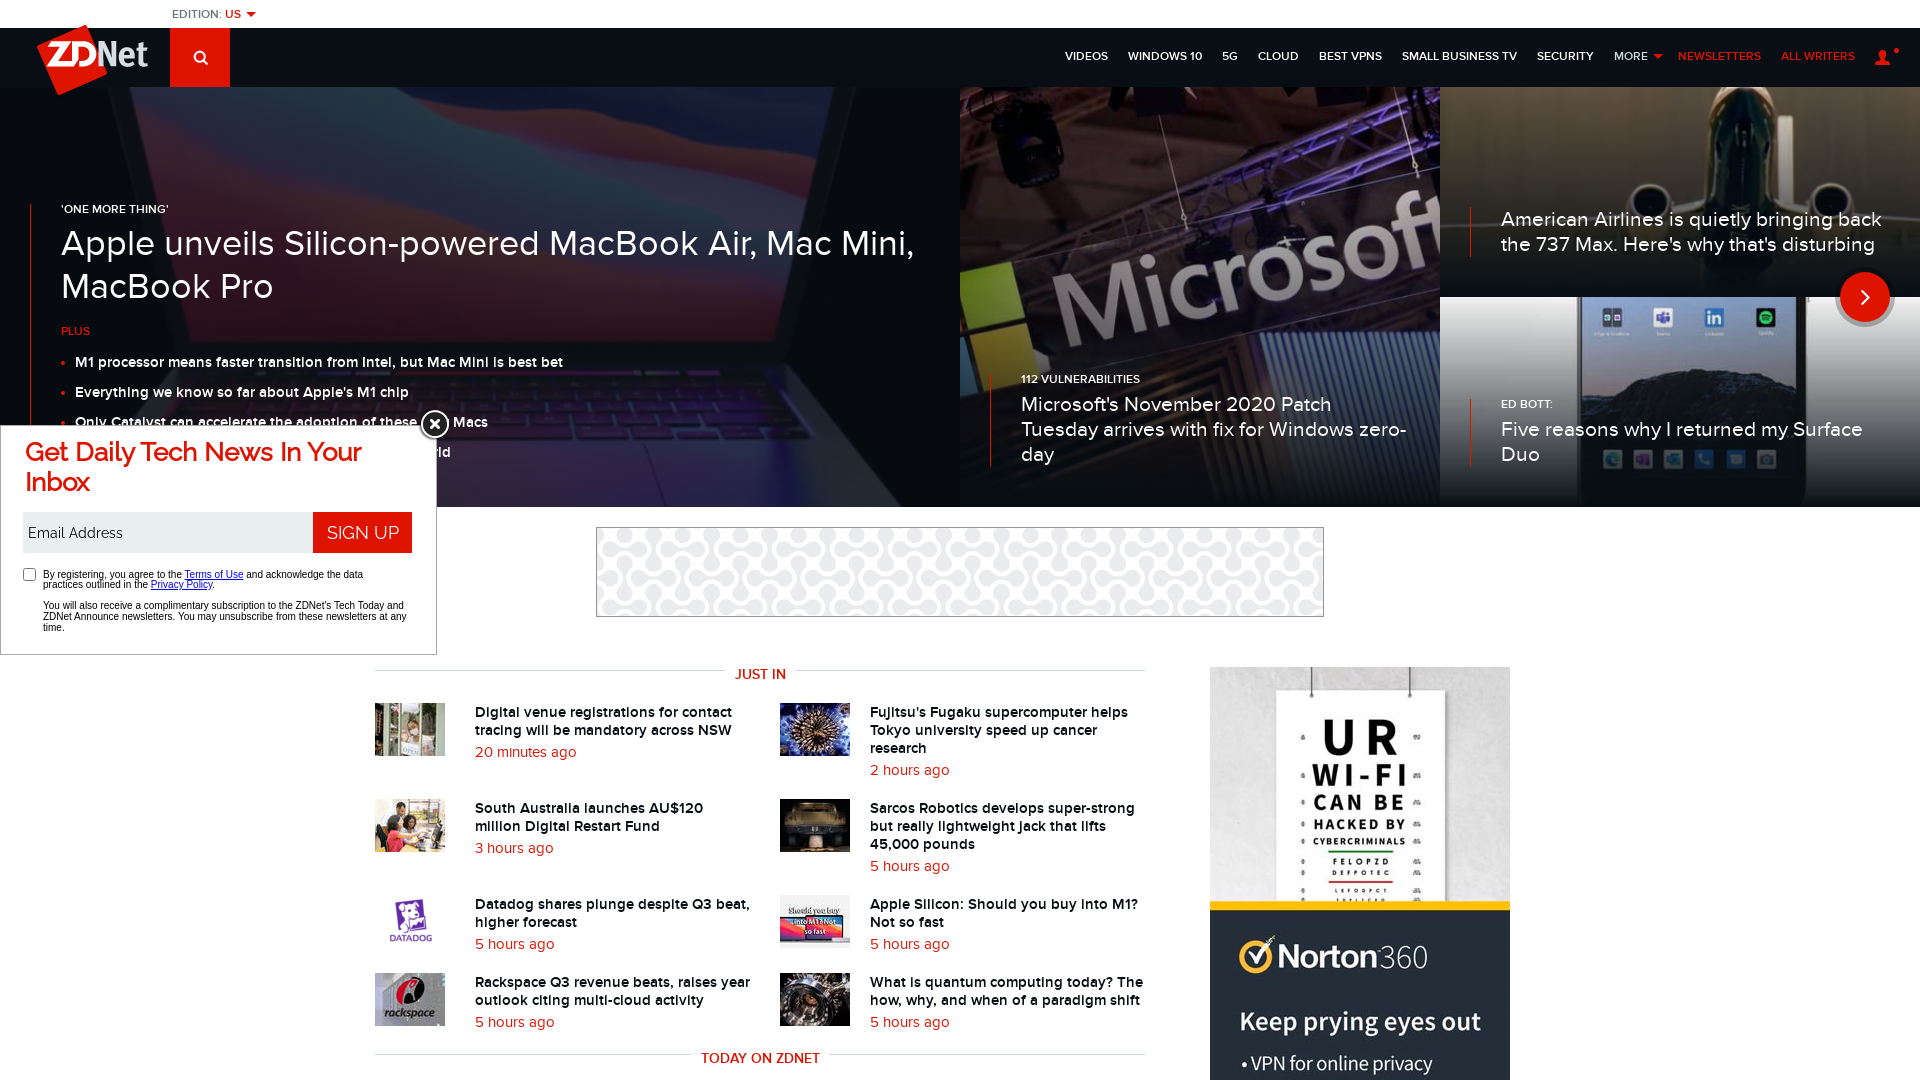 EDITION: US
ZDNet
VIDEOS
WINDOWS 10
5G
CLOUD
BEST VPNS
SMALL BUSINESS TV
SECURITY
MORE
NEWSLETTERS
ALL WRITERS
'ONE MORE THING'
Apple unveils Silicon-powered MacBook Air, Mac Mini,
MacBook Pro
PLUS
M1 processor means faster transition from Intel, but Mac Mini is best bet
Everything we know so far about Apple's M1 chip
Only Catalyst can accelerate the adoption of these Macs
Microsoft
112 VULNERABILITIES
Microsoft's November 2020 Patch
Tuesday arrives with fix for Windows zero-
day
American Airlines is quietly bringing back
the 737 Max. Here's why that's disturbing
ED BOTT:
Five reasons why I returned my Surface
Duo
Get Daily Tech News In Your
Inbox
Email Address
SIGN UP
By registering, you agree to the Terms of Use and acknowledge the data
practices outlined in the Privacy Policy.
You will also receive a complimentary subscription to the ZDNet's Tech Today and
ZDNet Announce newsletters. You may unsubscribe from these newsletters at any
time.
JUST IN
Digital venue registrations for contact
tracing will be mandatory across NSW
20 minutes ago
Fujitsu's Fugaku supercomputer helps
Tokyo university speed up cancer
research
2 hours ago
South Australia launches AU$120
million Digital Restart Fund
3 hours ago
Sarcos Robotics develops super-strong
but really lightweight jack that lifts
45,000 pounds
5 hours ago
DATADOG
Datadog shares plunge despite Q3 beat,
higher forecast
5 hours ago
Should you buy
into M1? Not
so fast
Apple Silicon: Should you buy into M1?
Not so fast
5 hours ago
rackspace
Rackspace Q3 revenue beats, raises year
outlook citing multi-cloud activity
5 hours ago
What is quantum computing today? The
how, why, and when of a paradigm shift
5 hours ago
TODAY ON ZDNET
U R
WI-FI
CAN BE
HACKED BY
CYBERCRIMINALS
FELOPZD
DEFPOTEC
Norton 360
Keep prying eyes out
• VPN for online privacy